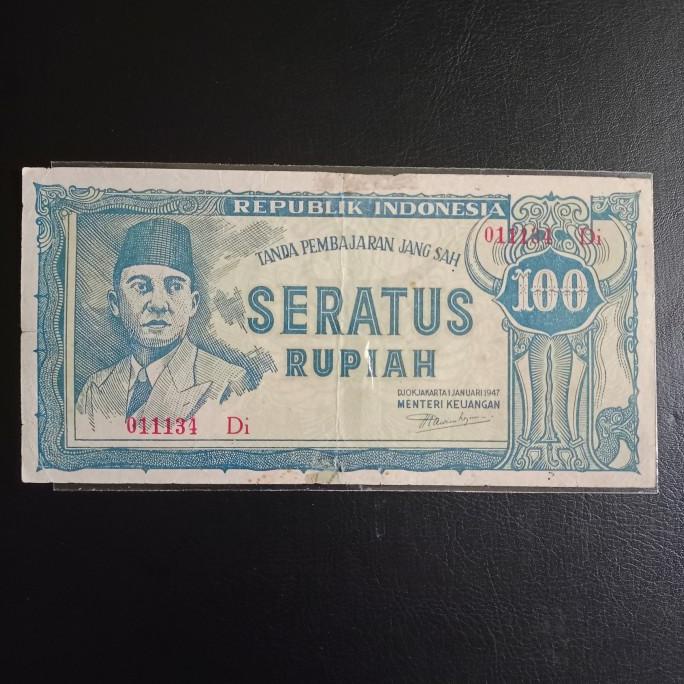 REPUBLIK INDONESIA
011134 Di
TANDA PEMBAJARAN JANG SAH
100
SERATUS
RUPIAH
DJOKJAKARTA 1 JANUARI 1947
MENTERI KEUANGAN
011134 Di